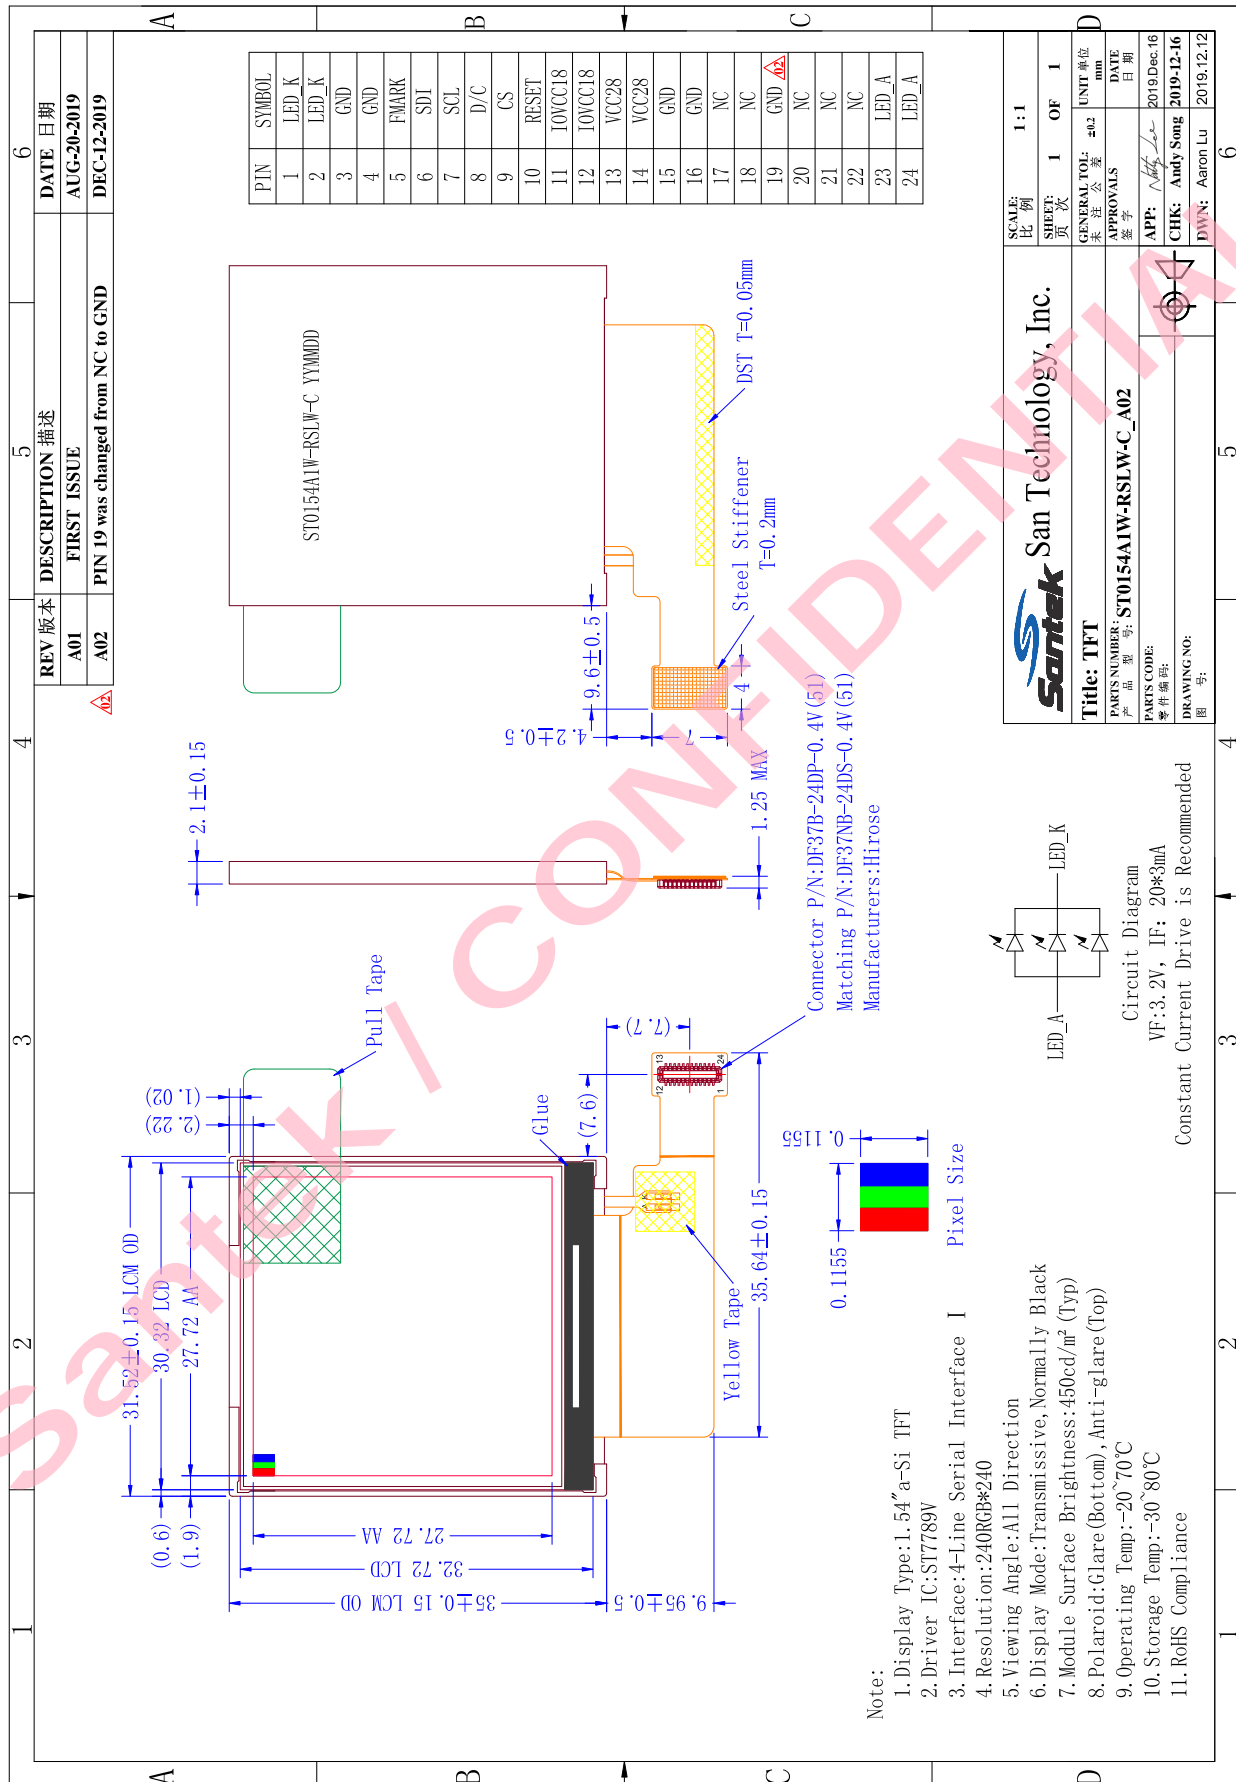 1 2 3 4 5 6
A B C D
REV 版本 DESCRIPTION 描述 DATE 日期
A01 FIRST ISSUE AUG-20-2019
A02 PIN 19 was changed from NC to GND DEC-12-2019
02
PIN SYMBOL
1 LED_K
2 LED_K
3 GND
4 GND
5 FMARK
6 SDI
7 SCL
8 D/C
9 CS
10 RESET
11 IOVCC18
12 IOVCC18
13 VCC28
14 VCC28
15 GND
16 GND
17 NC
18 NC
19 GND 02
20 NC
21 NC
22 NC
23 LED_A
24 LED_A
31.52±0.15 LCM OD
30.32 LCD
27.72 AA
(0.6)
(1.9)
(1.02)
(2.22)
27.72 AA
32.72 LCD
35±0.15 LCM OD
9.95±0.5
Pull Tape
Glue
(7.6)
(7.7)
12 13
1 24
A K
35.64±0.15
Yellow Tape
2.1±0.15
1.25 MAX
ST0154A1W-RSLW-C YYMMDD
9.6±0.5
4.2±0.5
7
4
Steel Stiffener
T=0.2mm
DST T=0.05mm
Connector P/N:DF37B-24DP-0.4V(51)
Matching P/N:DF37NB-24DS-0.4V(51)
Manufacturers:Hirose
0.1155
0.1155
Pixel Size
Note:
1.Display Type:1.54"a-Si TFT
2.Driver IC:ST7789V
3.Interface:4-Line Serial Interface I
4.Resolution:240RGB*240
5.Viewing Angle:All Direction
6.Display Mode:Transmissive,Normally Black
7.Module Surface Brightness:450cd/m² (Typ)
8.Polaroid:Glare(Bottom),Anti-glare(Top)
9.Operating Temp:-20~70℃
10.Storage Temp:-30~80℃
11.RoHS Compliance
LED_A LED_K
Circuit Diagram
VF:3.2V, IF: 20*3mA
Constant Current Drive is Recommended
Santek San Technology, Inc.
Title: TFT
PARTS NUMBER: ST0154A1W-RSLW-C_A02
产品型号:
PARTS CODE:
零件编码:
DRAWING NO:
图号:
SCALE: 1:1
比例
SHEET: 1 OF 1
页次
GENERAL TOL: ±0.2
未注公差
UNIT 单位
mm
APPROVALS
签字
DATE
日期
APP: 2019.Dec.16
CHK: Andy Song 2019-12-16
DWN: Aaron Lu 2019.12.12
Santek / CONFIDENTIAL